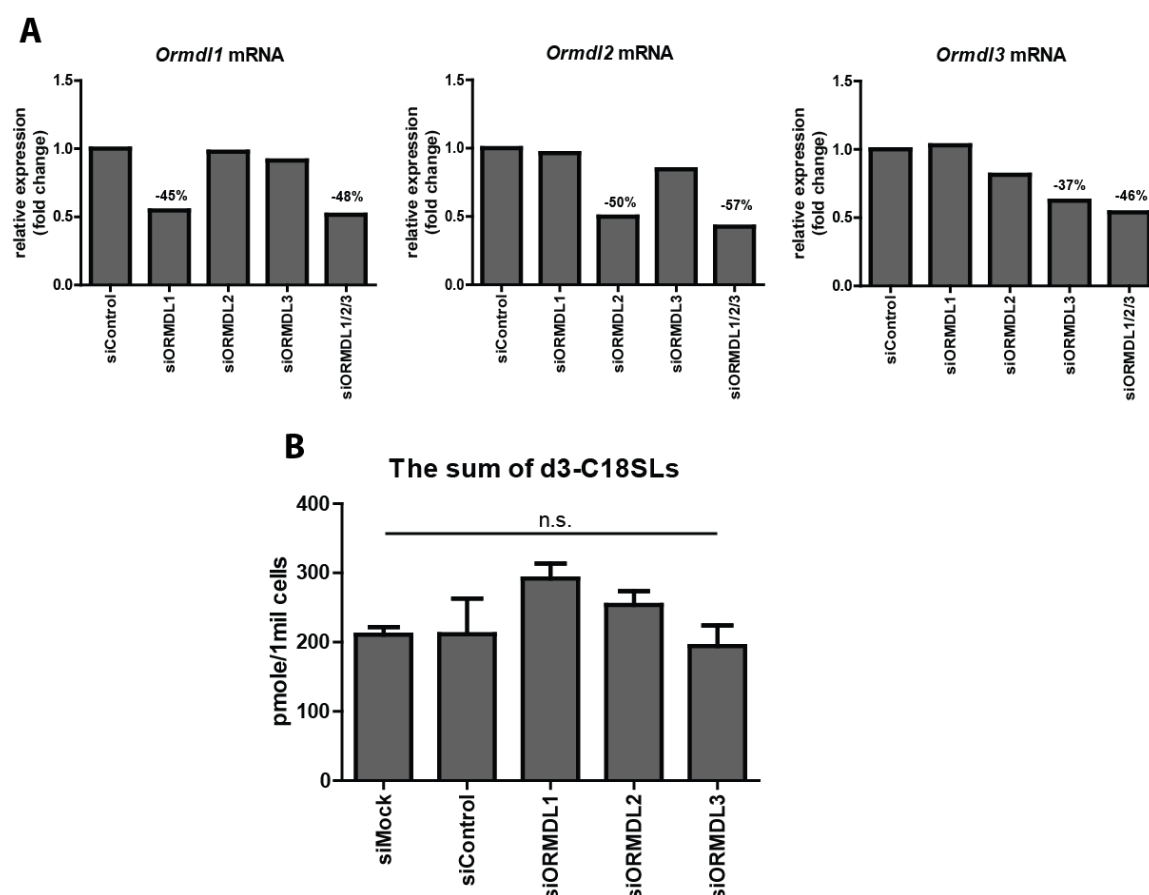 A
Ormdl1 mRNA
relative expression
(fold change)
1.5
1.0
0.5
0.0
-45%
-48%
siControl
siORMDL1
siORMDL2
siORMDL3
siORMDL1/2/3
Ormdl2 mRNA
relative expression
(fold change)
1.5
1.0
0.5
0.0
-50%
-57%
siControl
siORMDL1
siORMDL2
siORMDL3
siORMDL1/2/3
Ormdl3 mRNA
relative expression
(fold change)
1.5
1.0
0.5
0.0
-37%
-46%
siControl
siORMDL1
siORMDL2
siORMDL3
siORMDL1/2/3
B
The sum of d3-C18SLs
pmole/1mil cells
400
300
200
100
0
n.s.
siMock
siControl
siORMDL1
siORMDL2
siORMDL3